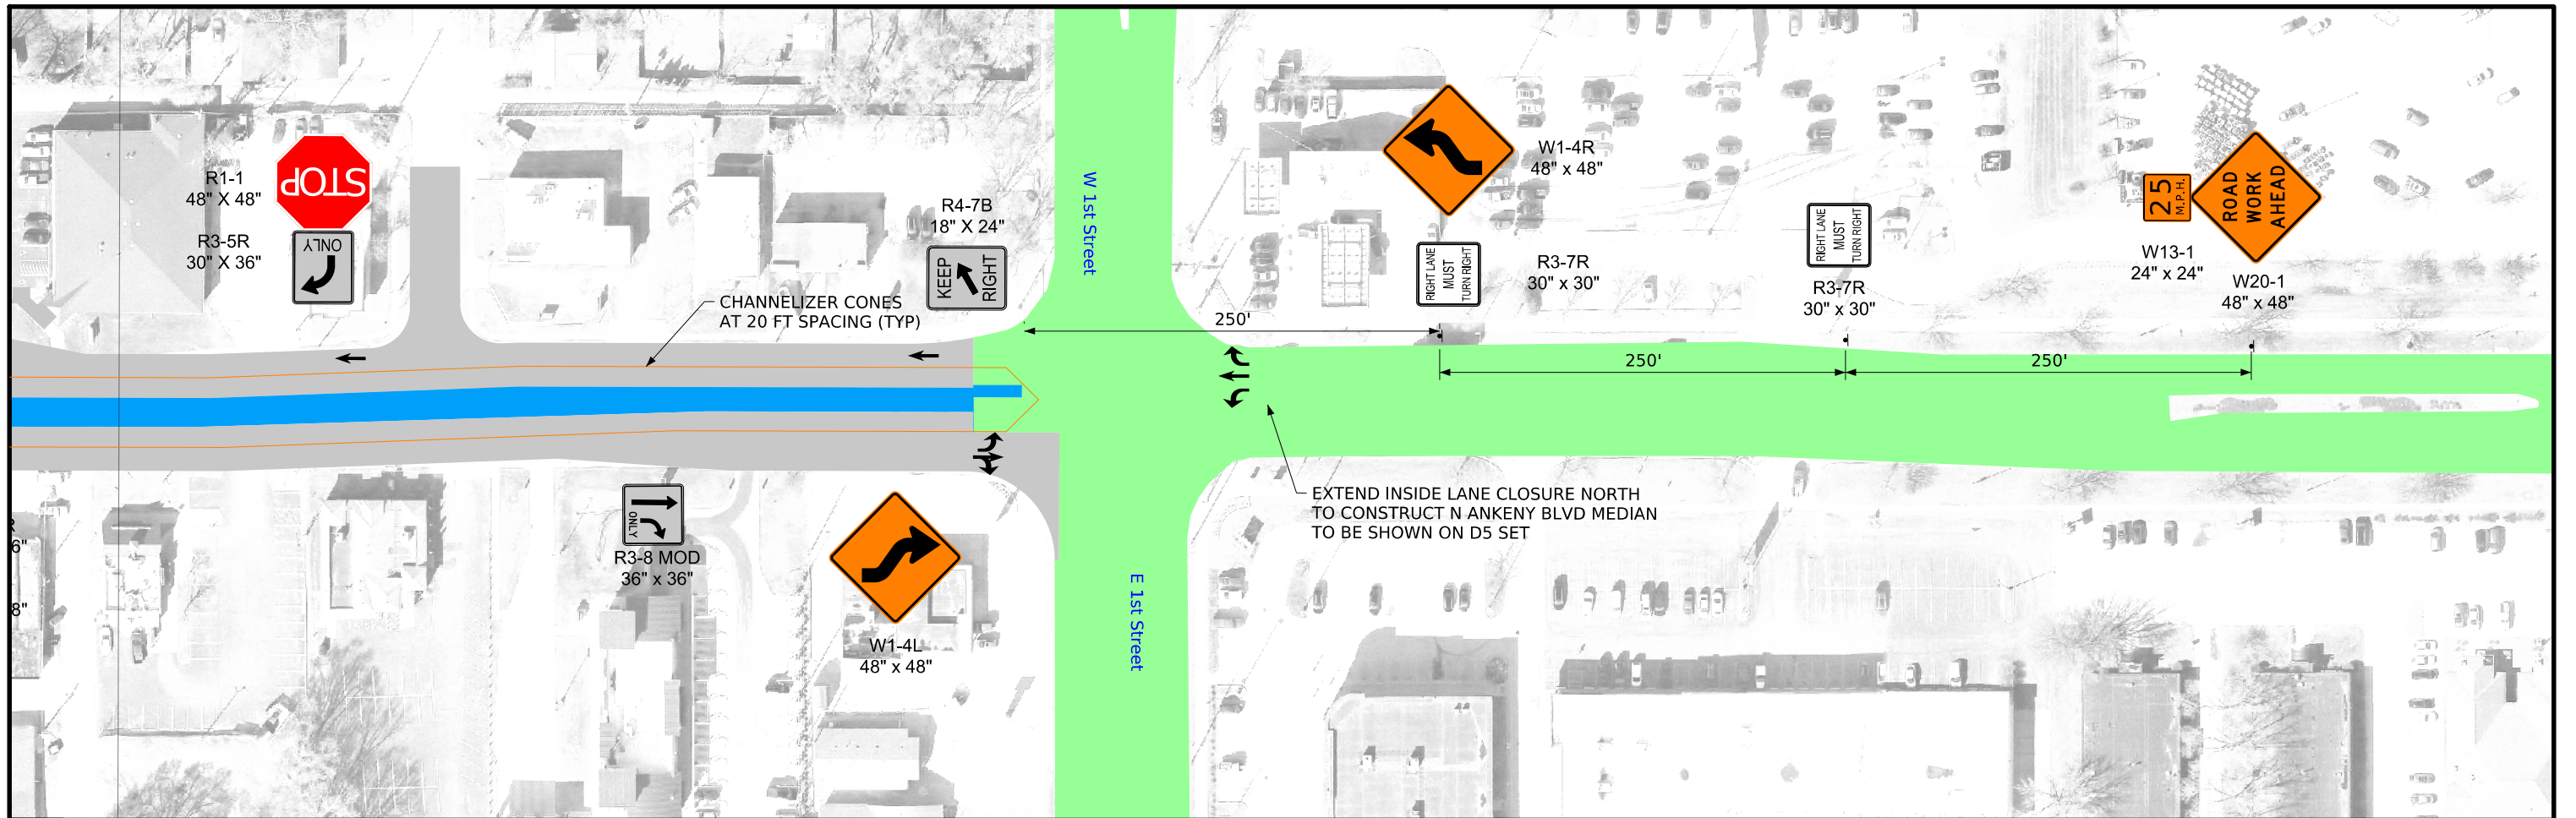 R1-1
48" X 48"
STOP
R3-5R
30" X 36"
ONLY
CHANNELIZER CONES
AT 20 FT SPACING (TYP)
R4-7B
18" X 24"
KEEP
RIGHT
W 1st Street
250'
W1-4R
48" x 48"
RIGHT LANE
MUST
TURN RIGHT
R3-7R
30" x 30"
250'
RIGHT LANE
MUST
TURN RIGHT
R3-7R
30" x 30"
250'
25
M.P.H.
ROAD
WORK
AHEAD
W13-1
24" x 24"
W20-1
48" x 48"
6"
8"
ONLY
R3-8 MOD
36" x 36"
W1-4L
48" x 48"
E 1st Street
EXTEND INSIDE LANE CLOSURE NORTH
TO CONSTRUCT N ANKENY BLVD MEDIAN
TO BE SHOWN ON D5 SET